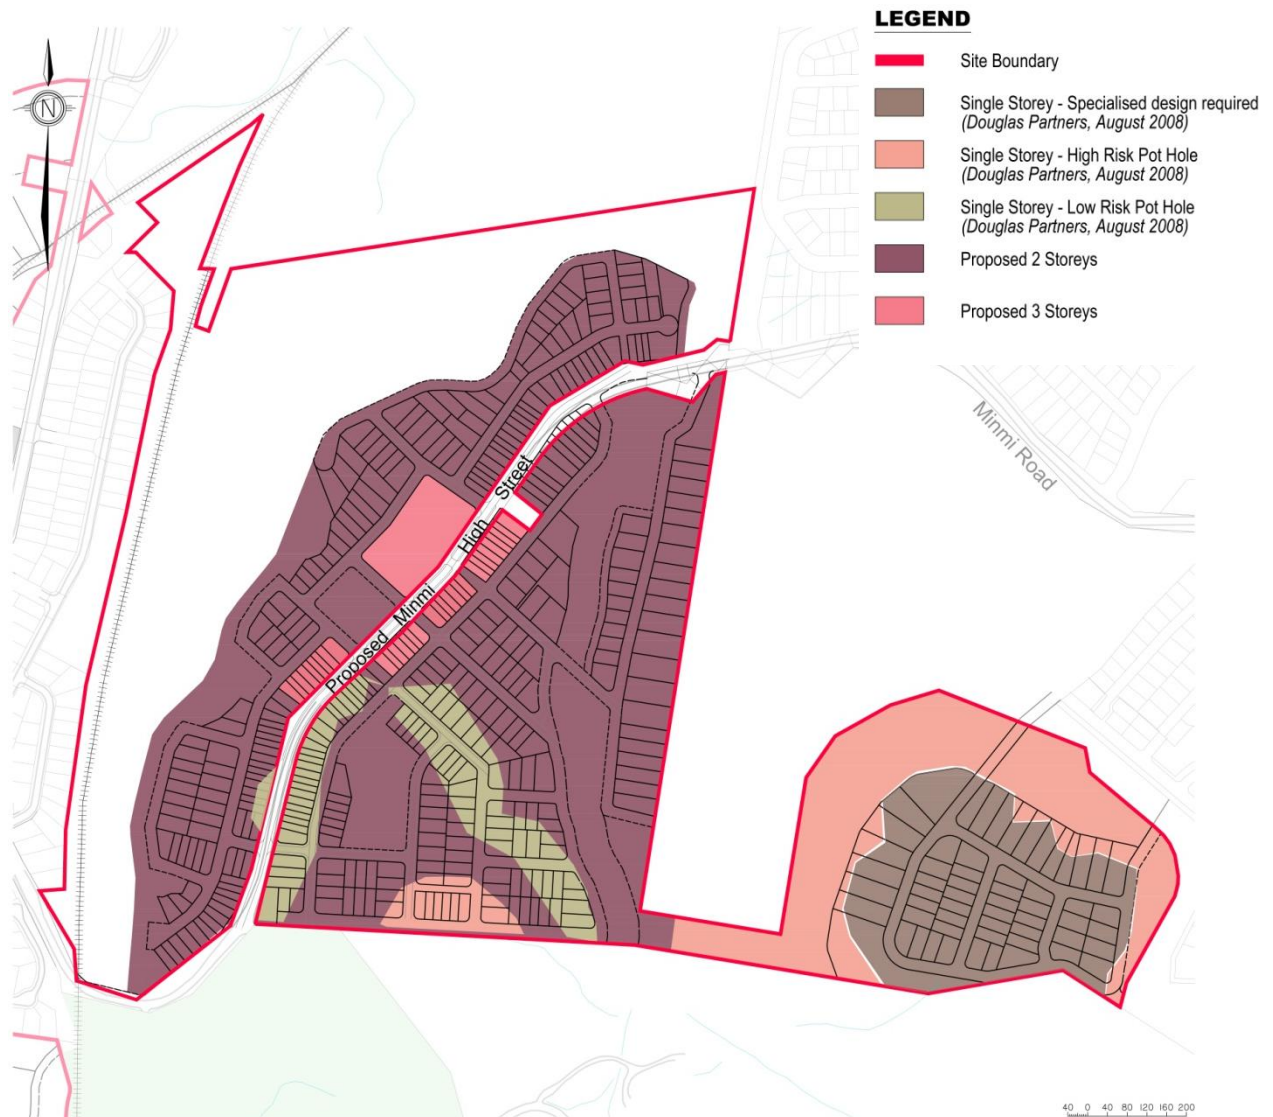 LEGEND
Site Boundary
Single Storey - Specialised design required
(Douglas Partners, August 2008)
Single Storey - High Risk Pot Hole
(Douglas Partners, August 2008)
Single Storey - Low Risk Pot Hole
(Douglas Partners, August 2008)
Proposed 2 Storeys
Proposed 3 Storeys
N
Minmi Road
Proposed Minmi High Street
40 0 40 80 120 160 200